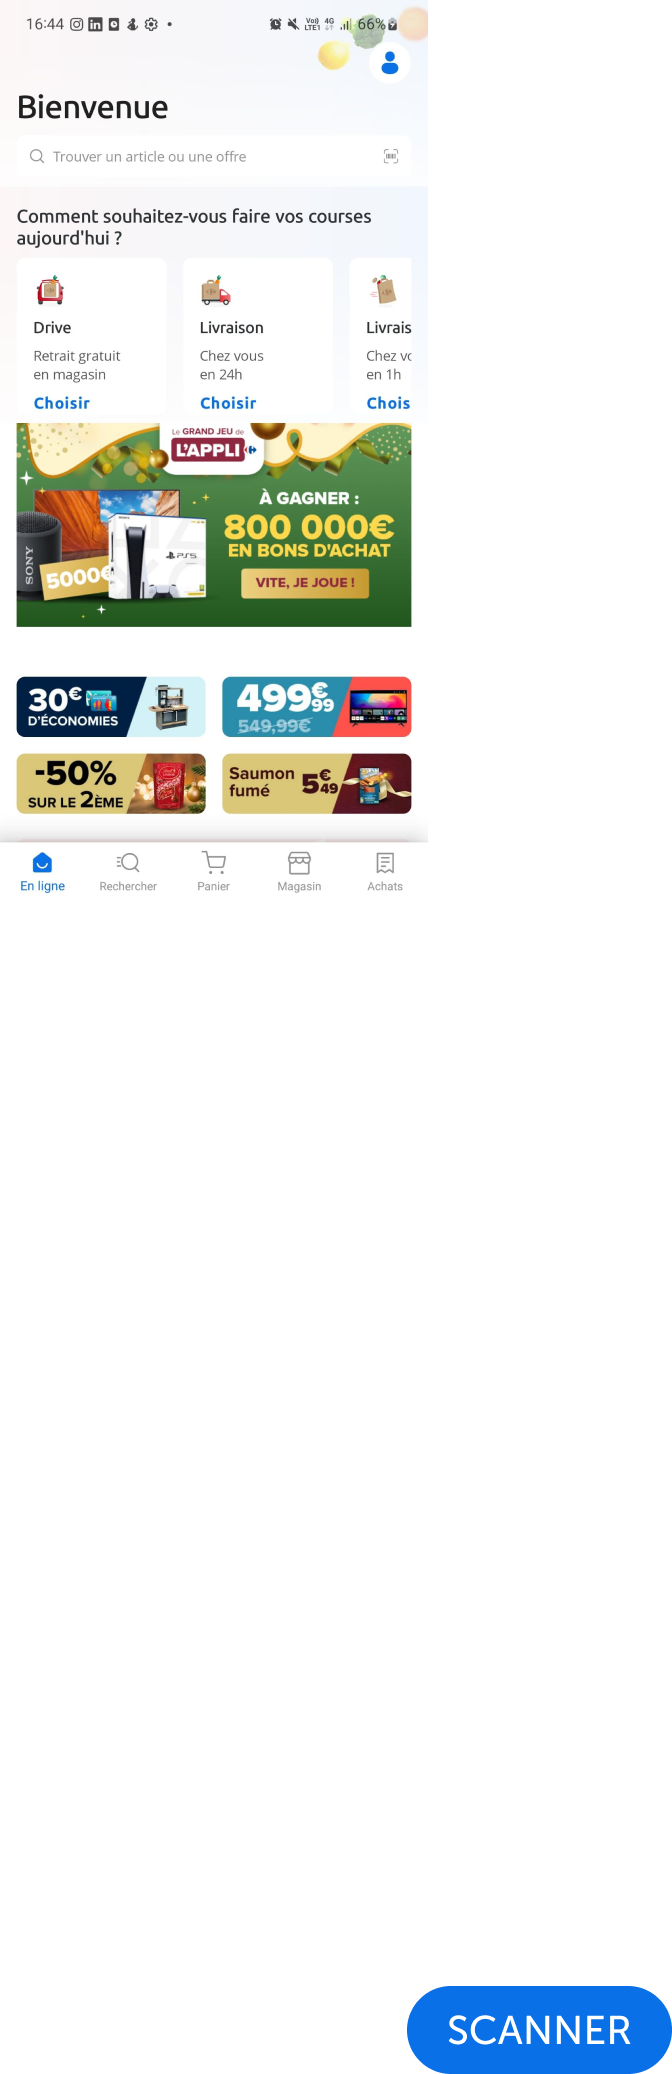 16:44
Voi) 4G 66%
LTE1
Bienvenue
Trouver un article ou une offre
Comment souhaitez-vous faire vos courses
aujourd'hui ?
Drive
Retrait gratuit
en magasin
Choisir
Livraison
Chez vous
en 24h
Choisir
Livrais
Chez vo
en 1h
Chois
Le GRAND JEU de
L'APPLI
À GAGNER :
800 000€
EN BONS D'ACHAT
VITE, JE JOUE !
SONY
5000€
PS5
30€
D'ÉCONOMIES
499€99
549,99€
-50%
SUR LE 2ÈME
Saumon
fumé
5€49
En ligne
Rechercher
Panier
Magasin
Achats
SCANNER